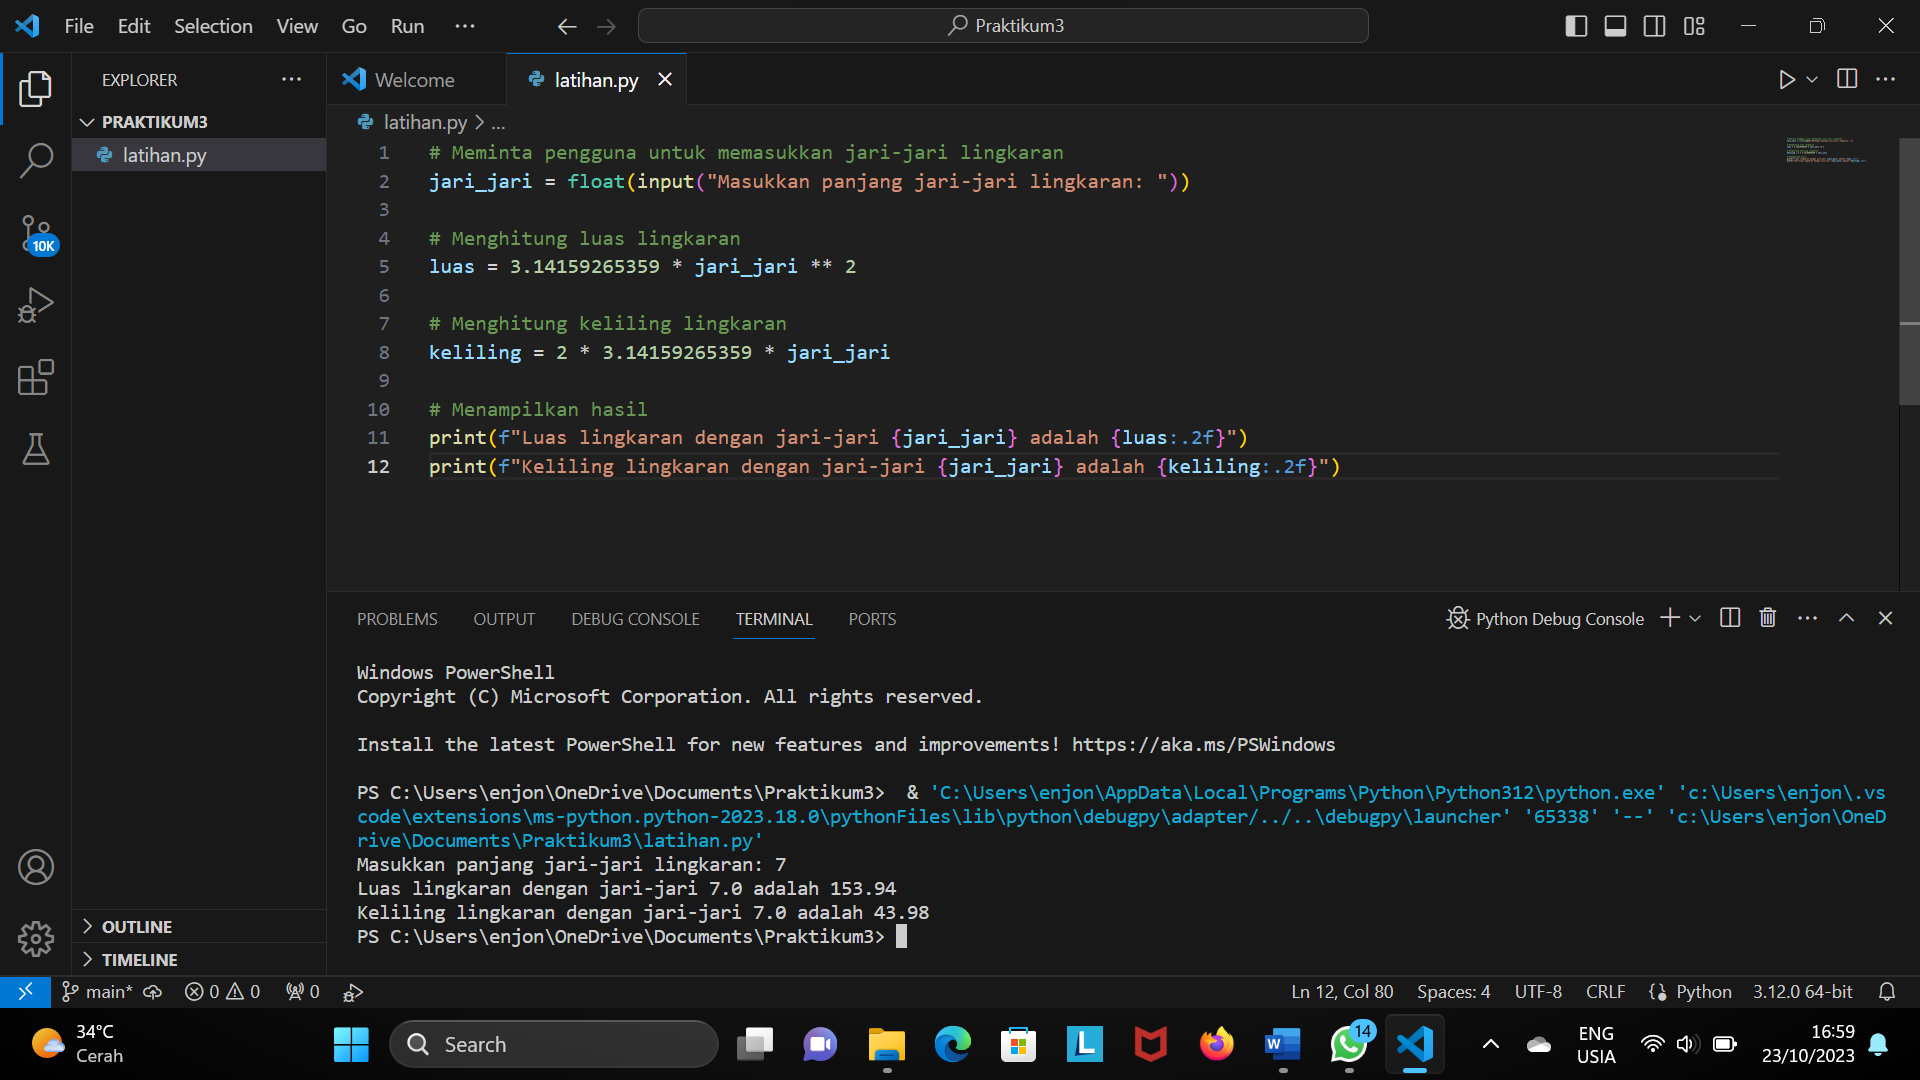 File Edit Selection View Go Run ...
Praktikum3
EXPLORER
Welcome
latihan.py
PRAKTIKUM3
latihan.py
latihan.py > ...
1 # Meminta pengguna untuk memasukkan jari-jari lingkaran
2 jari_jari = float(input("Masukkan panjang jari-jari lingkaran: "))
3
4 # Menghitung luas lingkaran
5 luas = 3.14159265359 * jari_jari ** 2
6
7 # Menghitung keliling lingkaran
8 keliling = 2 * 3.14159265359 * jari_jari
9
10 # Menampilkan hasil
11 print(f"Luas lingkaran dengan jari-jari {jari_jari} adalah {luas:.2f}")
12 print(f"Keliling lingkaran dengan jari-jari {jari_jari} adalah {keliling:.2f}")
10K
PROBLEMS OUTPUT DEBUG CONSOLE TERMINAL PORTS
Python Debug Console
Windows PowerShell
Copyright (C) Microsoft Corporation. All rights reserved.
Install the latest PowerShell for new features and improvements! https://aka.ms/PSWindows
PS C:\Users\enjon\OneDrive\Documents\Praktikum3>  & 'C:\Users\enjon\AppData\Local\Programs\Python\Python312\python.exe' 'c:\Users\enjon\.vs
code\extensions\ms-python.python-2023.18.0\pythonFiles\lib\python\debugpy\adapter/../..\debugpy\launcher' '65338' '--' 'c:\Users\enjon\OneD
rive\Documents\Praktikum3\latihan.py'
Masukkan panjang jari-jari lingkaran: 7
Luas lingkaran dengan jari-jari 7.0 adalah 153.94
Keliling lingkaran dengan jari-jari 7.0 adalah 43.98
PS C:\Users\enjon\OneDrive\Documents\Praktikum3>
OUTLINE
TIMELINE
main* 0 0 0
Ln 12, Col 80 Spaces: 4 UTF-8 CRLF Python 3.12.0 64-bit
34°C
Cerah
Search
14
ENG
USIA
16:59
23/10/2023